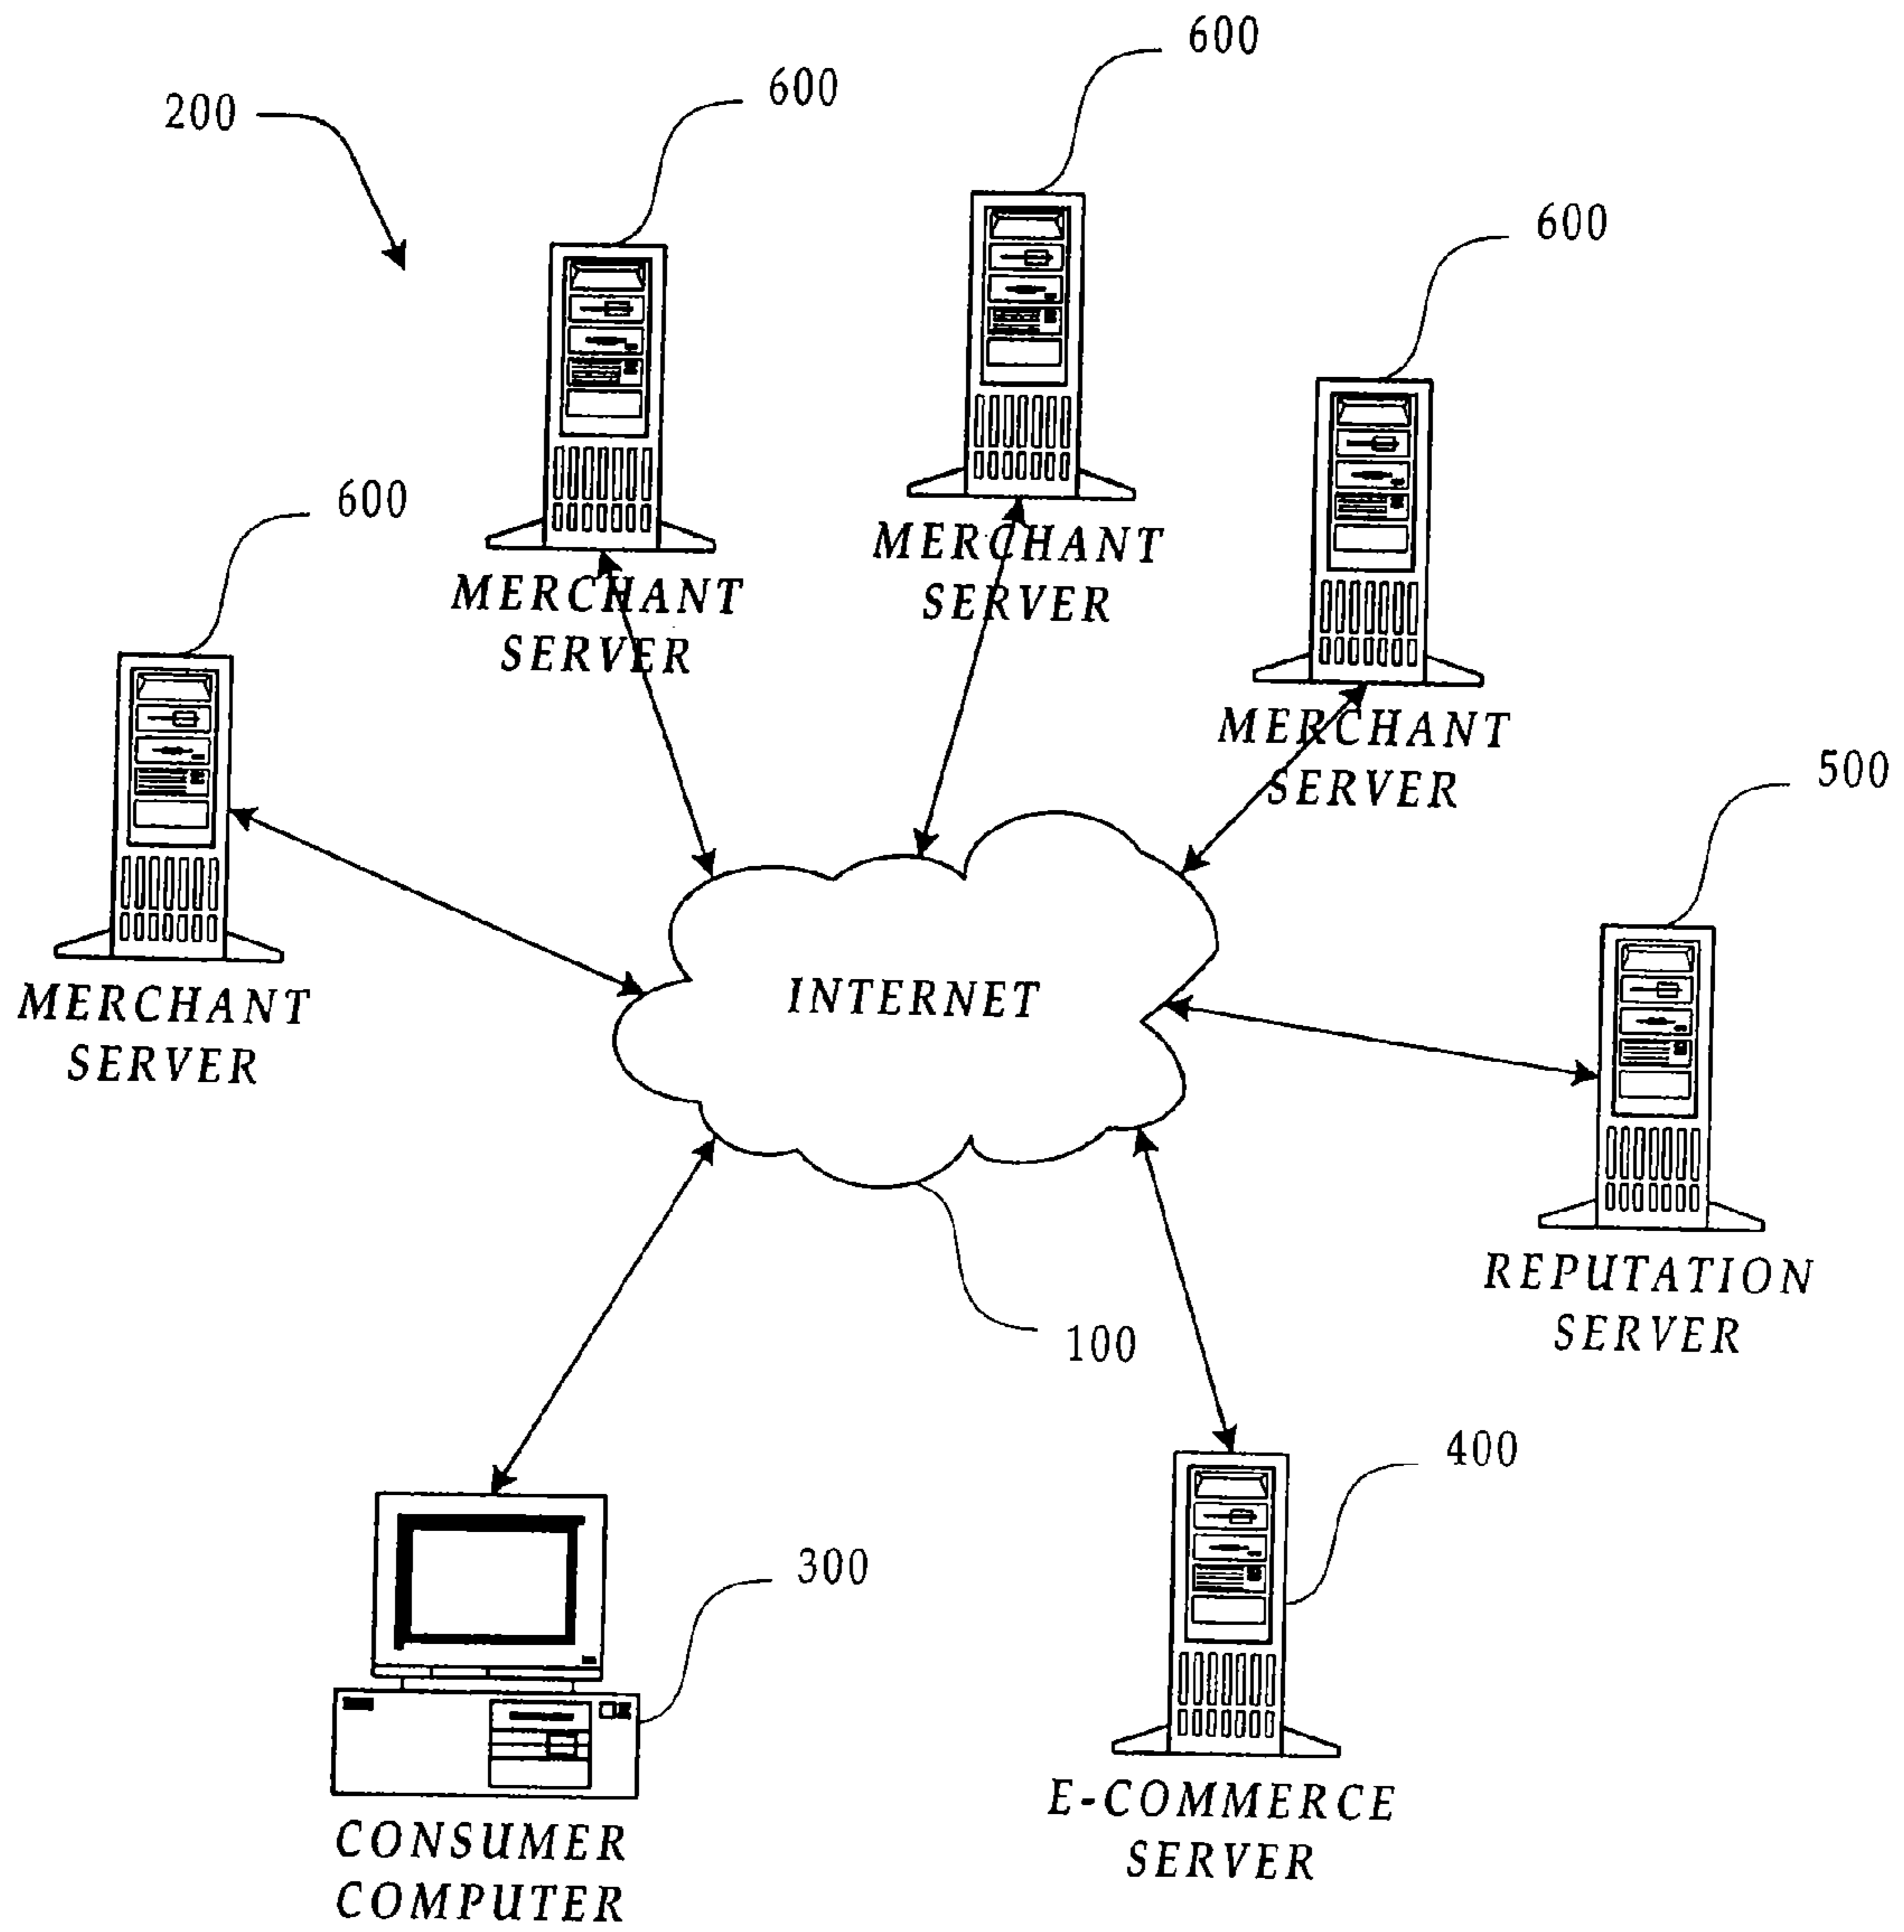 600
600
200
600
600
MERCHANT
SERVER
MERCHANT
SERVER
MERCHANT
SERVER
500
MERCHANT
SERVER
INTERNET
REPUTATION
SERVER
100
400
300
E-COMMERCE
SERVER
CONSUMER
COMPUTER